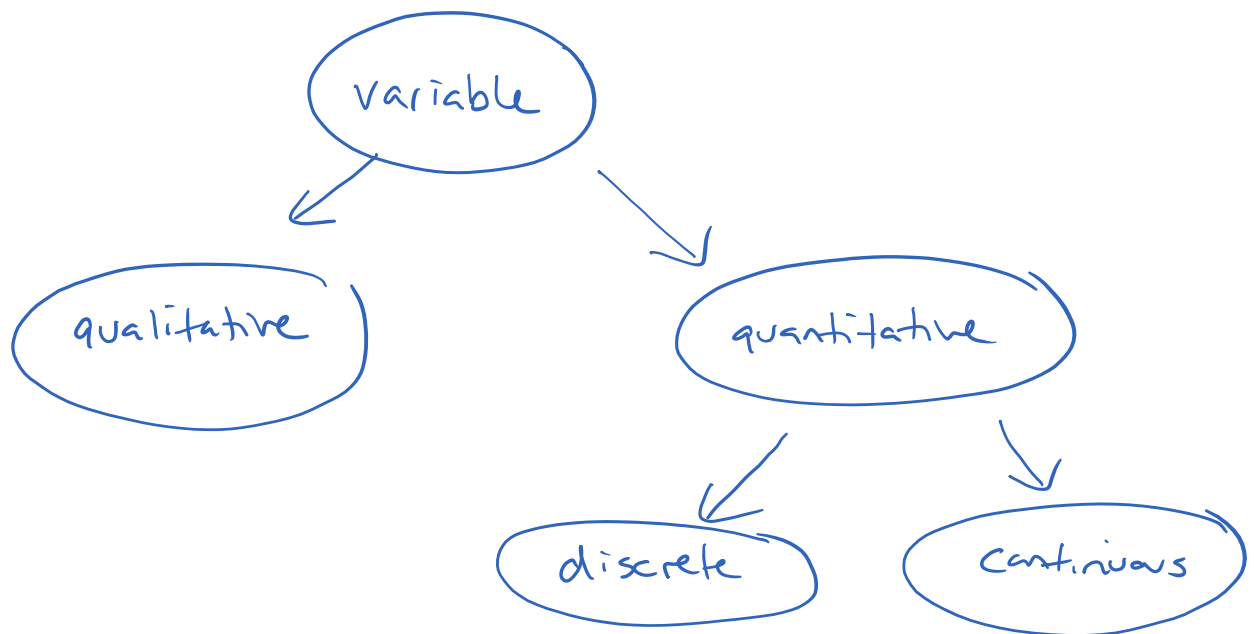 variable
qualitative
quantitative
discrete
continuous